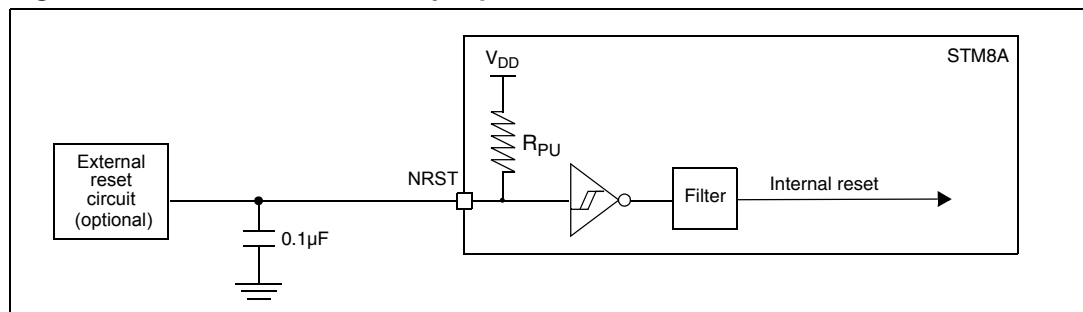 STM8A
VDD
RPU
External
reset
circuit
(optional)
NRST
Filter
Internal reset
0.1µF